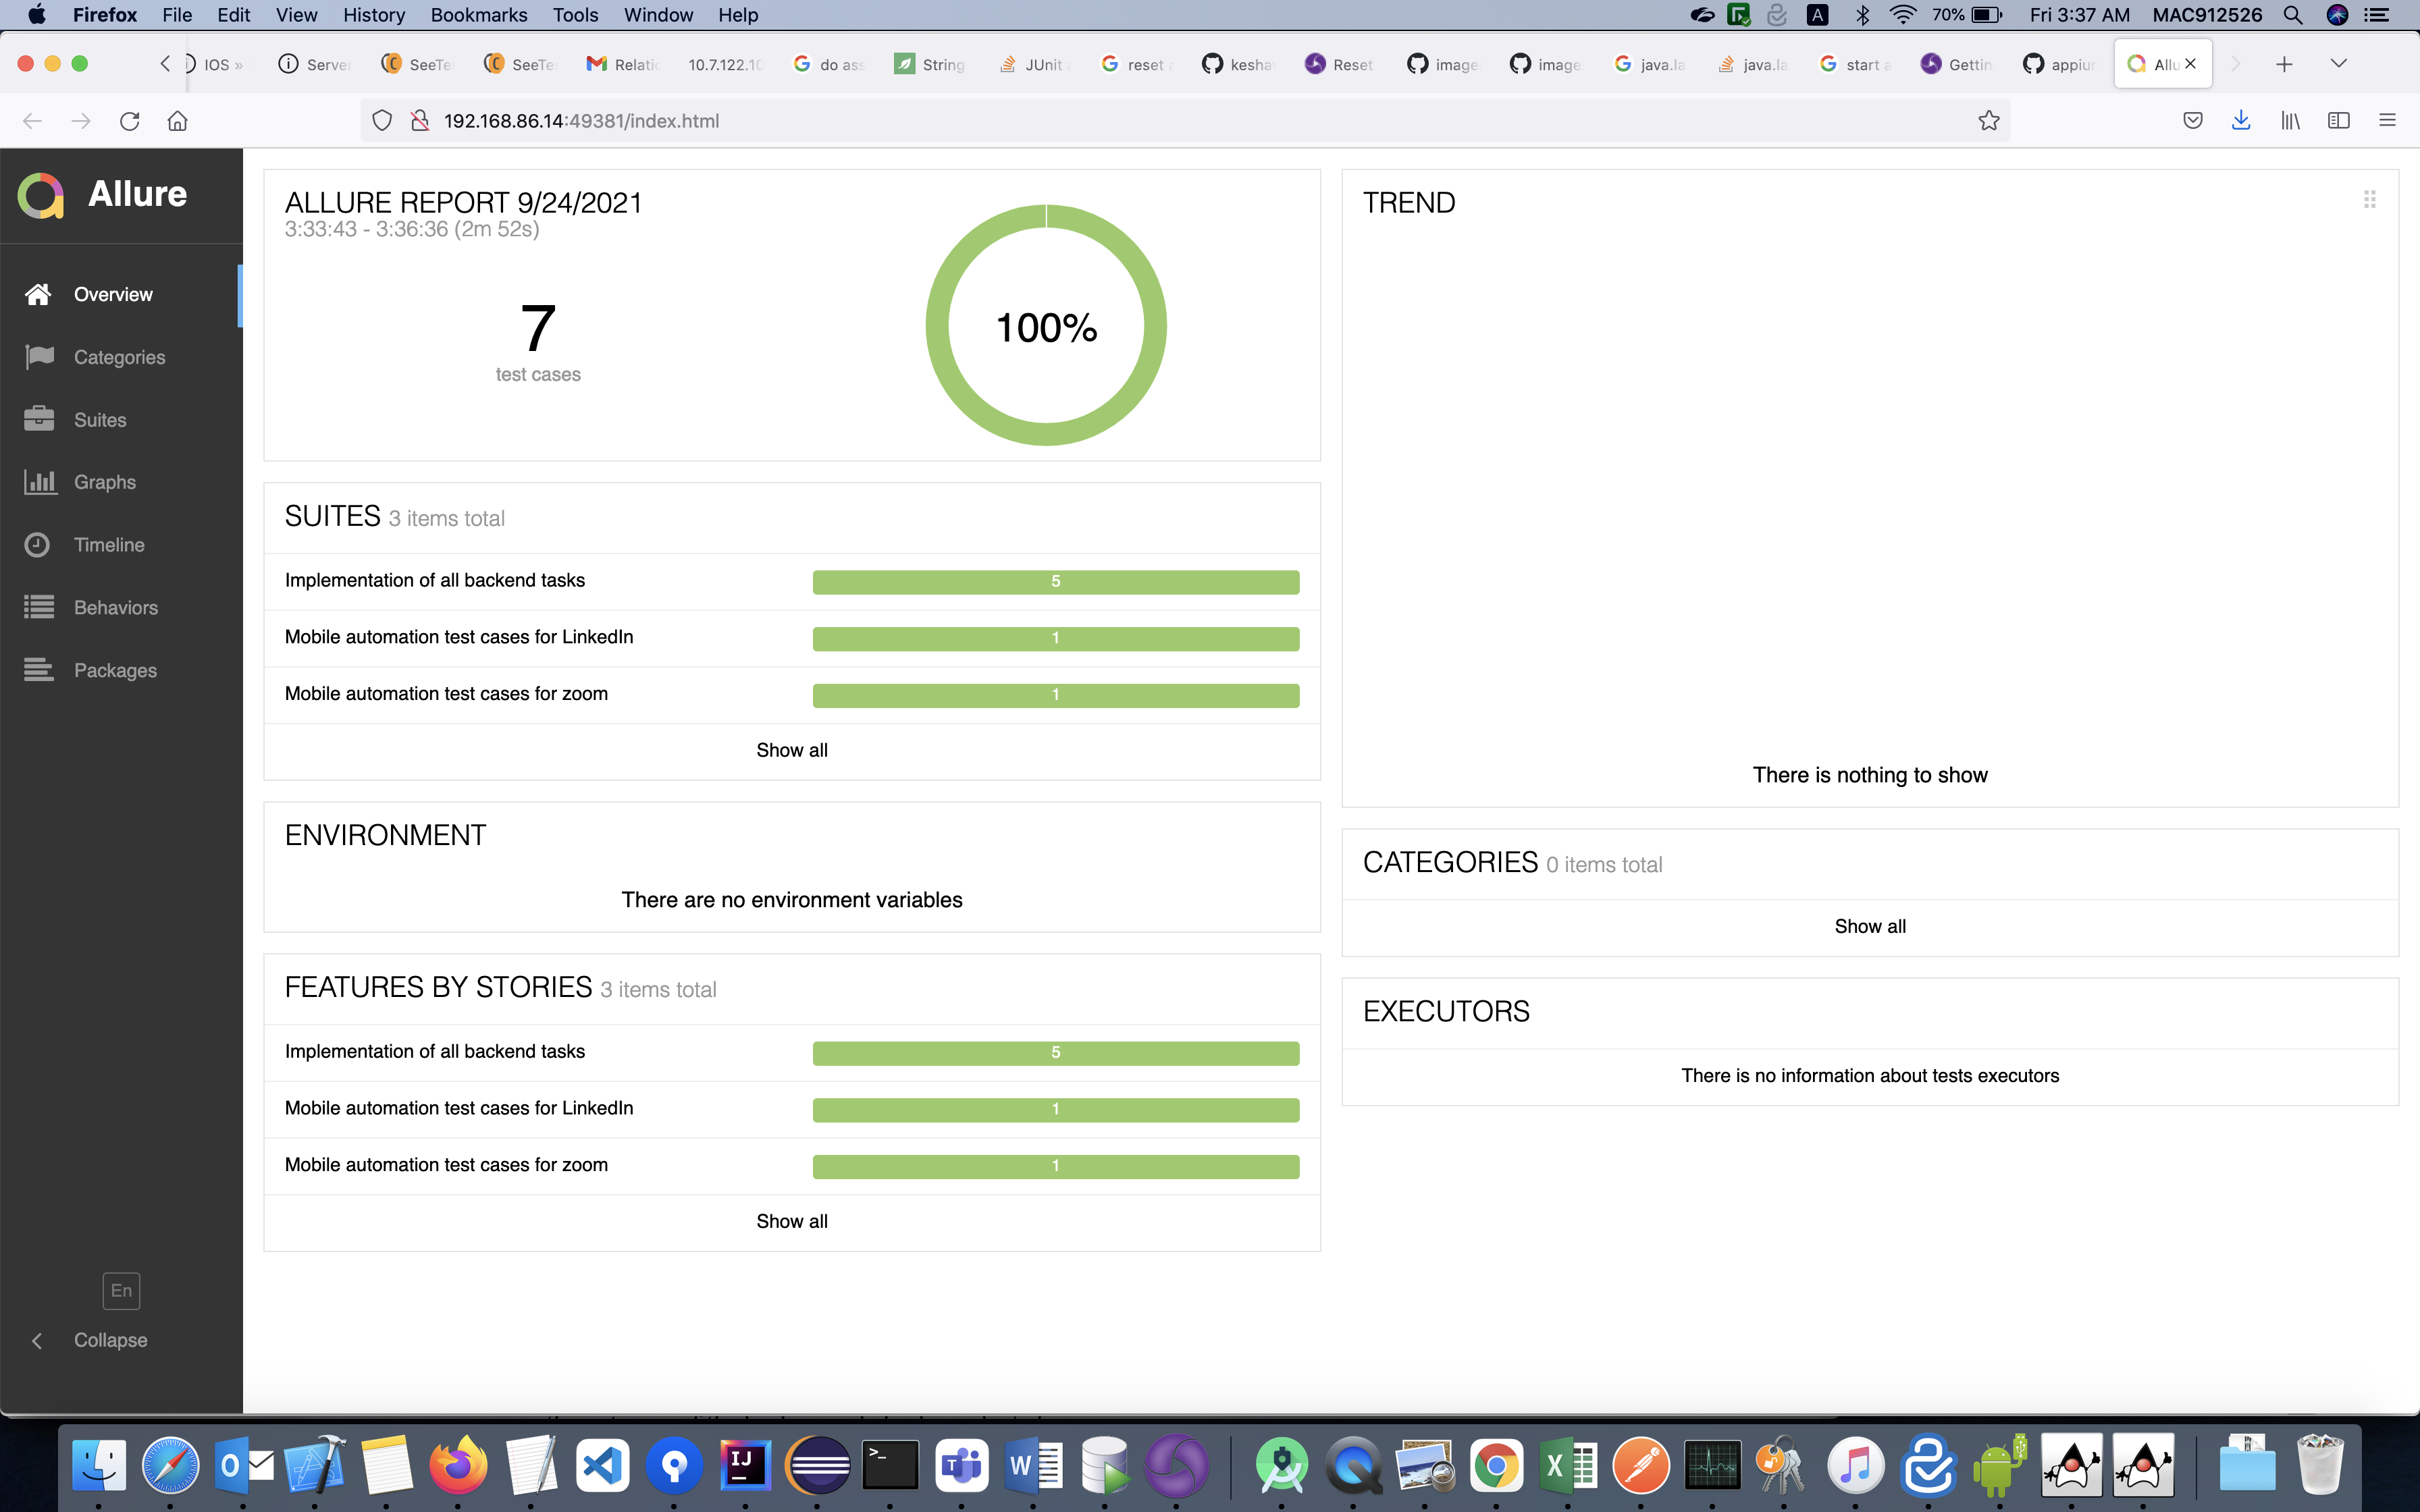 Firefox File Edit View History Bookmarks Tools Window Help A 70% Fri 3:37 AM MAC912526
IOS » Server SeeTe SeeTe Relatio 10.7.122.10 do ass String JUnit reset kesha Reset image image java.la java.la start a Gettin appium Allu
192.168.86.14:49381/index.html
Allure
Overview
Categories
Suites
Graphs
Timeline
Behaviors
Packages
En
Collapse
ALLURE REPORT 9/24/2021
3:33:43 - 3:36:36 (2m 52s)
7
test cases
100%
SUITES 3 items total
Implementation of all backend tasks 5
Mobile automation test cases for LinkedIn 1
Mobile automation test cases for zoom 1
Show all
ENVIRONMENT
There are no environment variables
FEATURES BY STORIES 3 items total
Implementation of all backend tasks 5
Mobile automation test cases for LinkedIn 1
Mobile automation test cases for zoom 1
Show all
TREND
There is nothing to show
CATEGORIES 0 items total
Show all
EXECUTORS
There is no information about tests executors